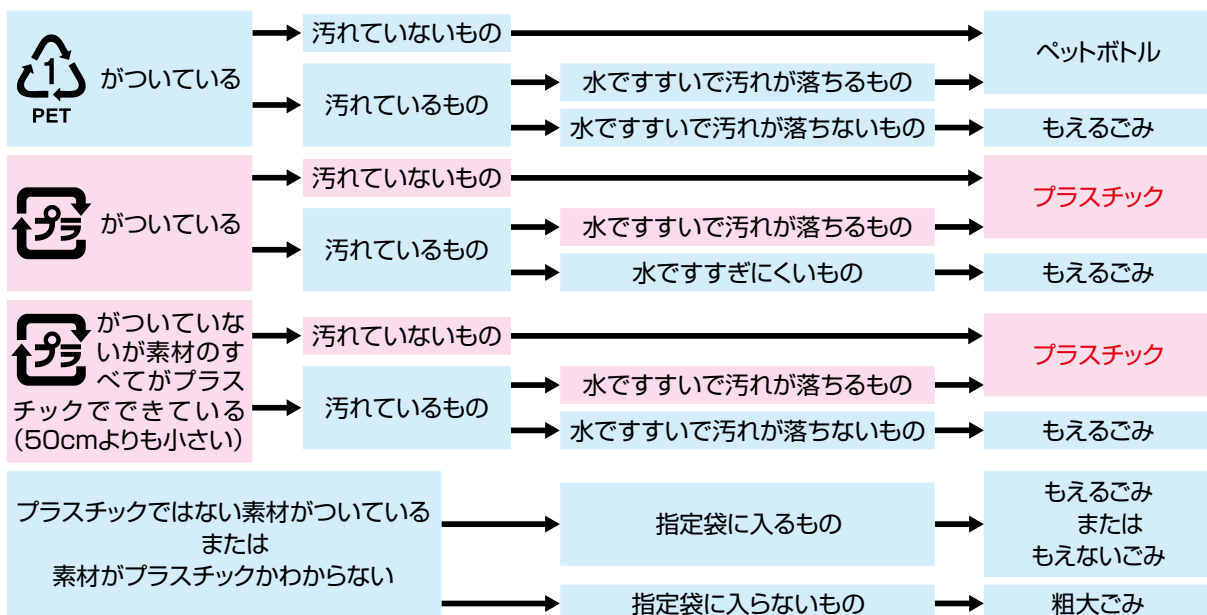 1
PET
がついている
汚れていないもの
ペットボトル
汚れているもの
水ですすいで汚れが落ちるもの
水ですすいで汚れが落ちないもの
もえるごみ
プラ
がついている
汚れていないもの
プラスチック
汚れているもの
水ですすいで汚れが落ちるもの
水ですすぎにくいもの
もえるごみ
プラ
がついていな
いが素材のす
べてがプラス
チックでできている
(50cmよりも小さい)
汚れていないもの
プラスチック
汚れているもの
水ですすいで汚れが落ちるもの
水ですすいで汚れが落ちないもの
もえるごみ
プラスチックではない素材がついている
または
素材がプラスチックかわからない
指定袋に入るもの
もえるごみ
または
もえないごみ
指定袋に入らないもの
粗大ごみ